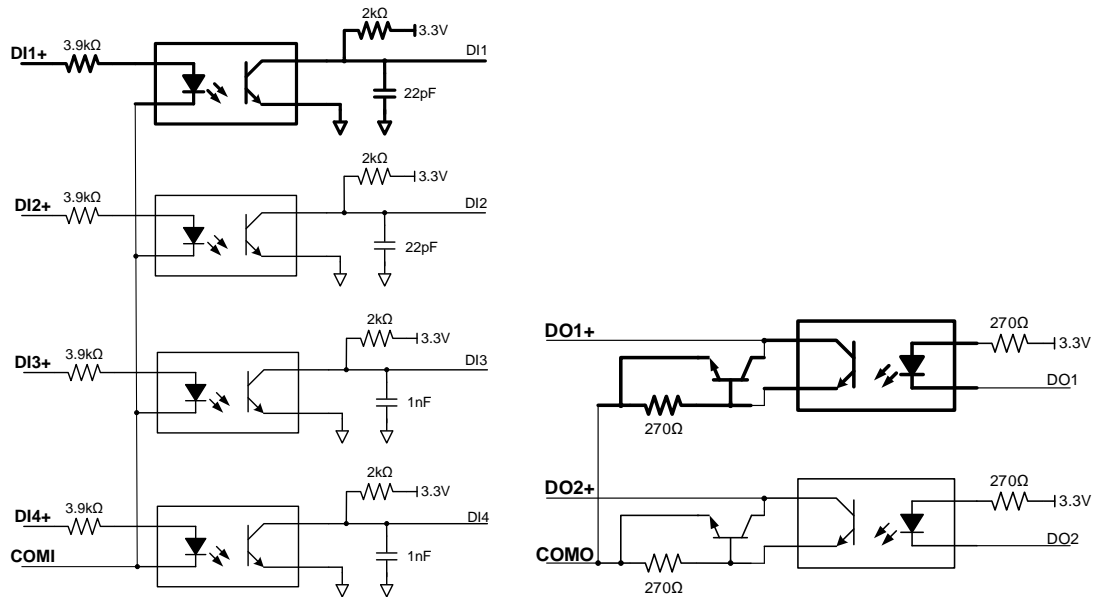 2kΩ
3.3V
DI1+
3.9kΩ
DI1
22pF
2kΩ
3.3V
DI2+
3.9kΩ
DI2
22pF
2kΩ
3.3V
DI3+
3.9kΩ
DI3
1nF
2kΩ
3.3V
DI4+
3.9kΩ
DI4
COMI
1nF
DO1+
270Ω
3.3V
DO1
270Ω
DO2+
270Ω
3.3V
DO2
COMO
270Ω